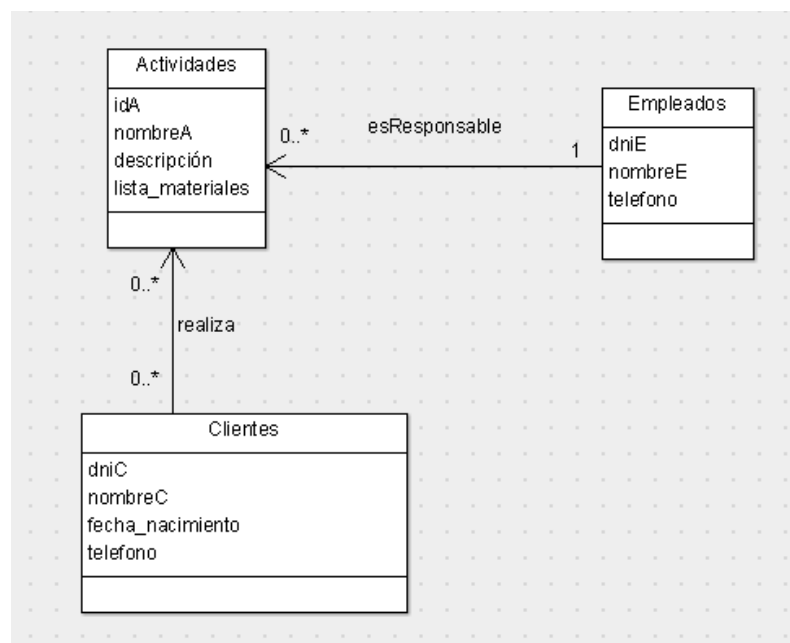 Actividades
idA
nombreA
descripción
lista_materiales
0..*
esResponsable
1
Empleados
dniE
nombreE
telefono
0..*
realiza
0..*
Clientes
dniC
nombreC
fecha_nacimiento
telefono